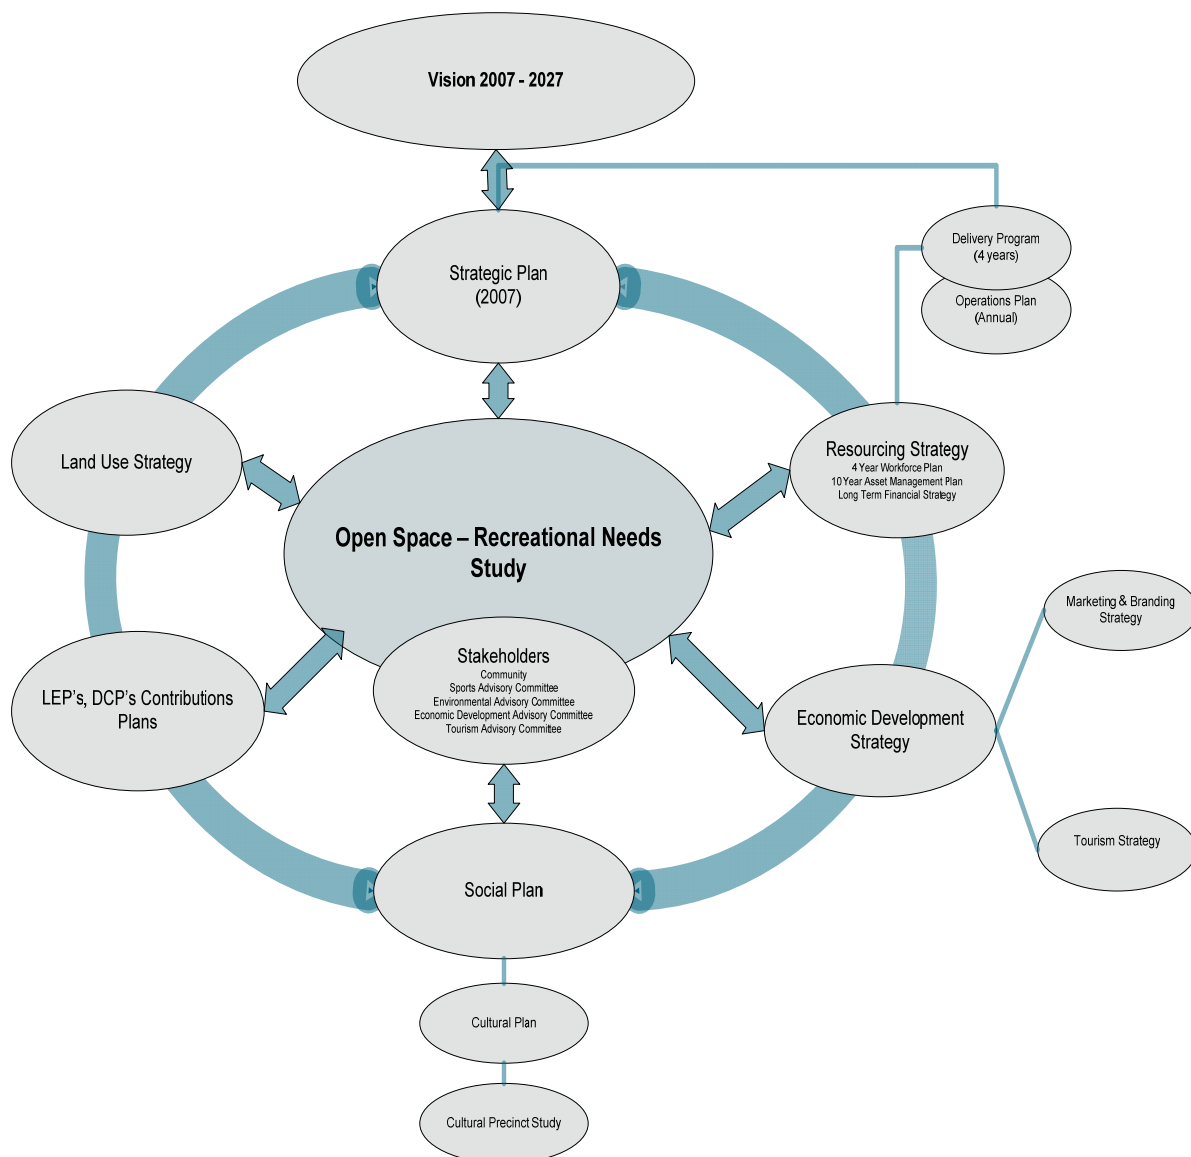 Vision 2007 - 2027
Delivery Program
(4 years)
Operations Plan
(Annual)
Strategic Plan
(2007)
Land Use Strategy
Resourcing Strategy
4 Year Workforce Plan
10 Year Asset Management Plan
Long Term Financial Strategy
Open Space – Recreational Needs
Study
Marketing & Branding
Strategy
Stakeholders
Community
Sports Advisory Committee
Environmental Advisory Committee
Economic Development Advisory Committee
Tourism Advisory Committee
LEP's, DCP's Contributions
Plans
Economic Development
Strategy
Tourism Strategy
Social Plan
Cultural Plan
Cultural Precinct Study